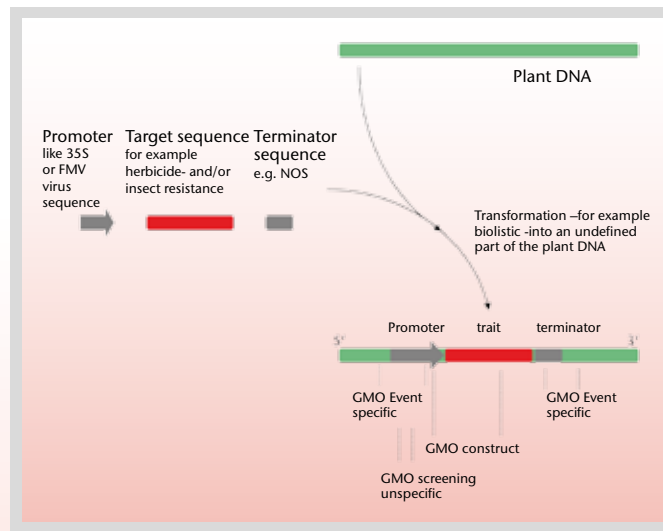 Plant DNA
Promoter
like 35S
or FMV
virus
sequence
Target sequence
for example
herbicide- and/or
insect resistance
Terminator
sequence
e.g. NOS
Transformation –for example
biolistic -into an undefined
part of the plant DNA
Promoter trait terminator
5' 3'
GMO Event
specific
GMO Event
specific
GMO construct
GMO screening
unspecific